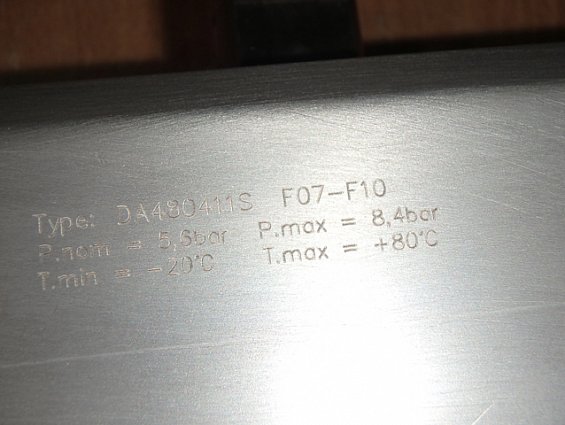 Type: DA480411S F07-F10
P.nom = 5,6bar P.max = 8,4bar
T.min = -20°C T.max = +80°C